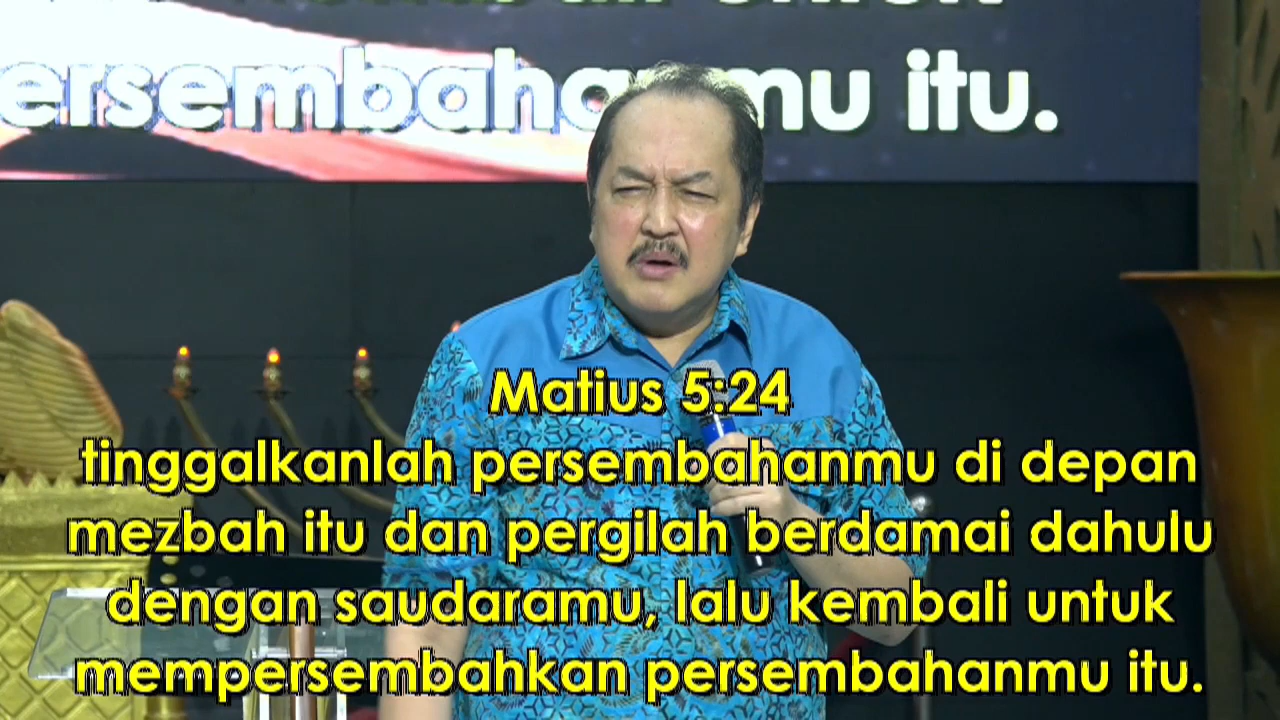 ersembahanmu itu.
Matius 5:24
tinggalkanlah persembahanmu di depan
mezbah itu dan pergilah berdamai dahulu
dengan saudaramu, lalu kembali untuk
mempersembahkan persembahanmu itu.